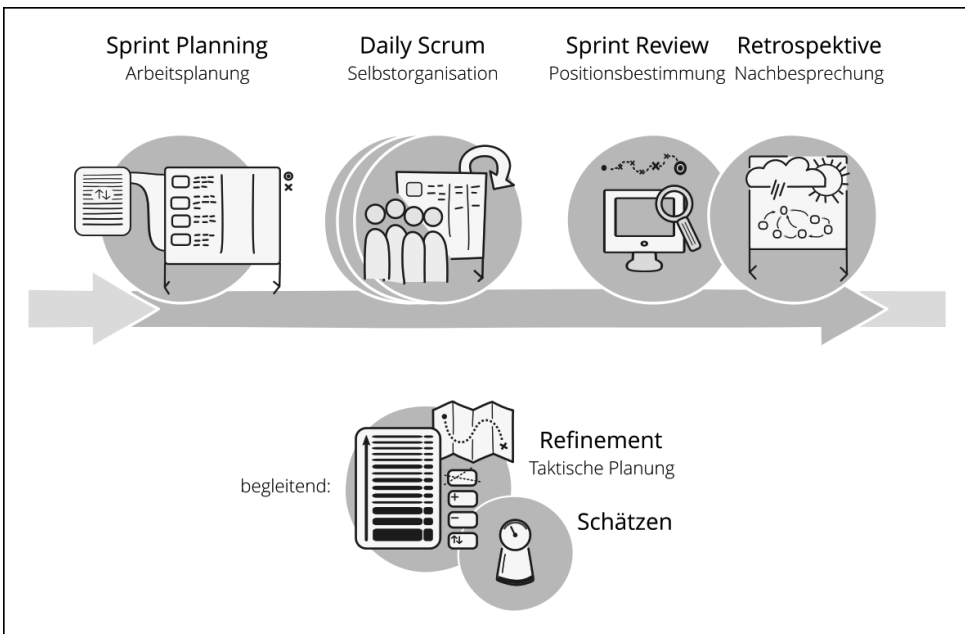 Sprint Planning
Arbeitsplanung
Daily Scrum
Selbstorganisation
Sprint Review
Positionsbestimmung
Retrospektive
Nachbesprechung
begleitend:
Refinement
Taktische Planung
Schätzen